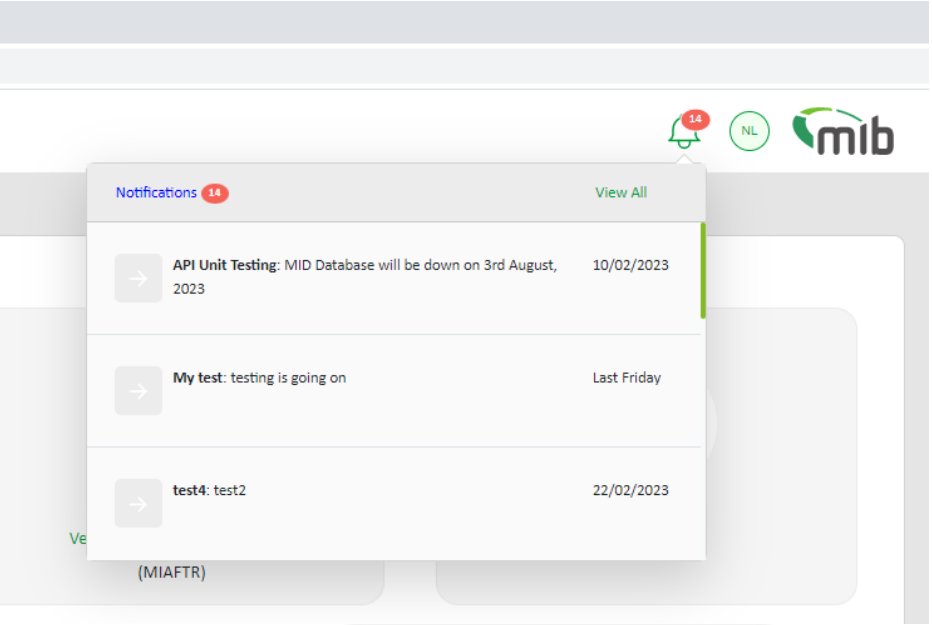 14
NL
mib
Notifications 14
View All
API Unit Testing: MID Database will be down on 3rd August,
2023
10/02/2023
My test: testing is going on
Last Friday
test4: test2
22/02/2023
Ve
(MIAFTR)